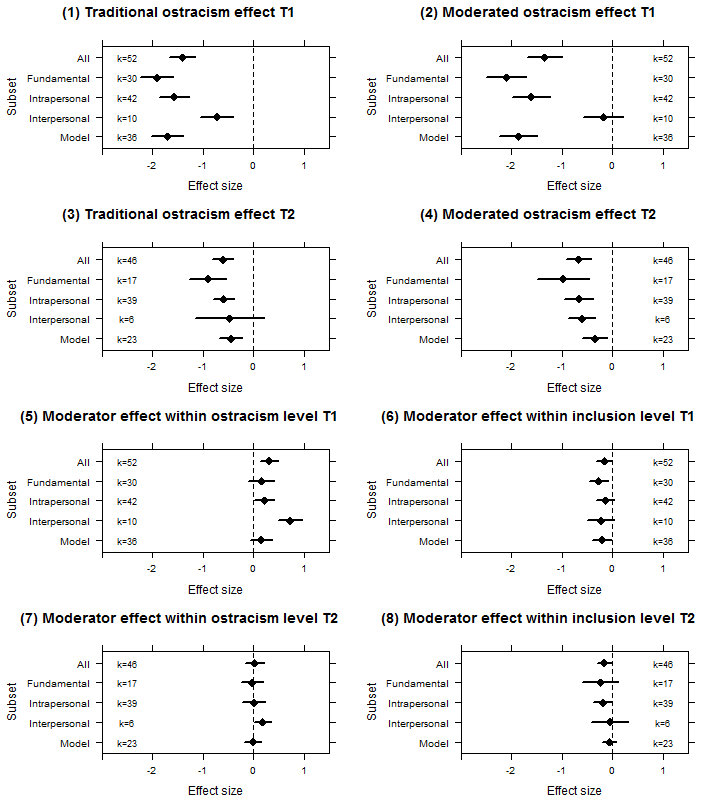 (1) Traditional ostracism effect T1
Subset
All k=52
Fundamental k=30
Intrapersonal k=42
Interpersonal k=10
Model k=36
-2 -1 0 1
Effect size
(2) Moderated ostracism effect T1
Subset
All k=52
Fundamental k=30
Intrapersonal k=42
Interpersonal k=10
Model k=36
-2 -1 0 1
Effect size
(3) Traditional ostracism effect T2
Subset
All k=46
Fundamental k=17
Intrapersonal k=39
Interpersonal k=6
Model k=23
-2 -1 0 1
Effect size
(4) Moderated ostracism effect T2
Subset
All k=46
Fundamental k=17
Intrapersonal k=39
Interpersonal k=6
Model k=23
-2 -1 0 1
Effect size
(5) Moderator effect within ostracism level T1
Subset
All k=52
Fundamental k=30
Intrapersonal k=42
Interpersonal k=10
Model k=36
-2 -1 0 1
Effect size
(6) Moderator effect within inclusion level T1
Subset
All k=52
Fundamental k=30
Intrapersonal k=42
Interpersonal k=10
Model k=36
-2 -1 0 1
Effect size
(7) Moderator effect within ostracism level T2
Subset
All k=46
Fundamental k=17
Intrapersonal k=39
Interpersonal k=6
Model k=23
-2 -1 0 1
Effect size
(8) Moderator effect within inclusion level T2
Subset
All k=46
Fundamental k=17
Intrapersonal k=39
Interpersonal k=6
Model k=23
-2 -1 0 1
Effect size